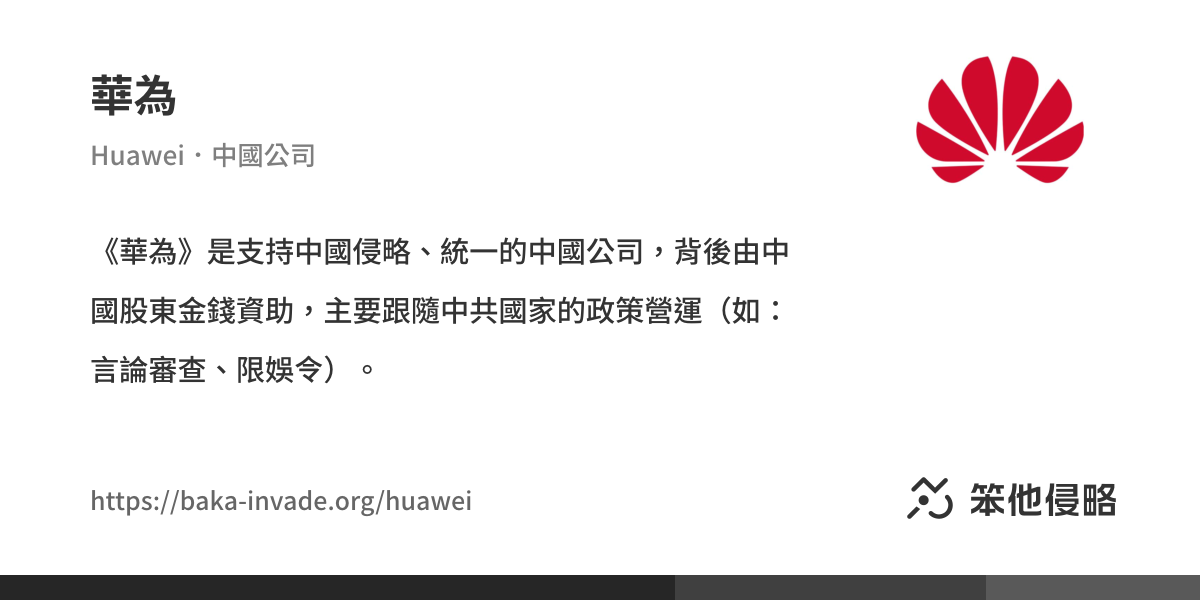 華為
Huawei・中國公司
《華為》是支持中國侵略、統一的中國公司，背後由中
國股東金錢資助，主要跟隨中共國家的政策營運（如：
言論審查、限娛令）。
https://baka-invade.org/huawei
笨他侵略